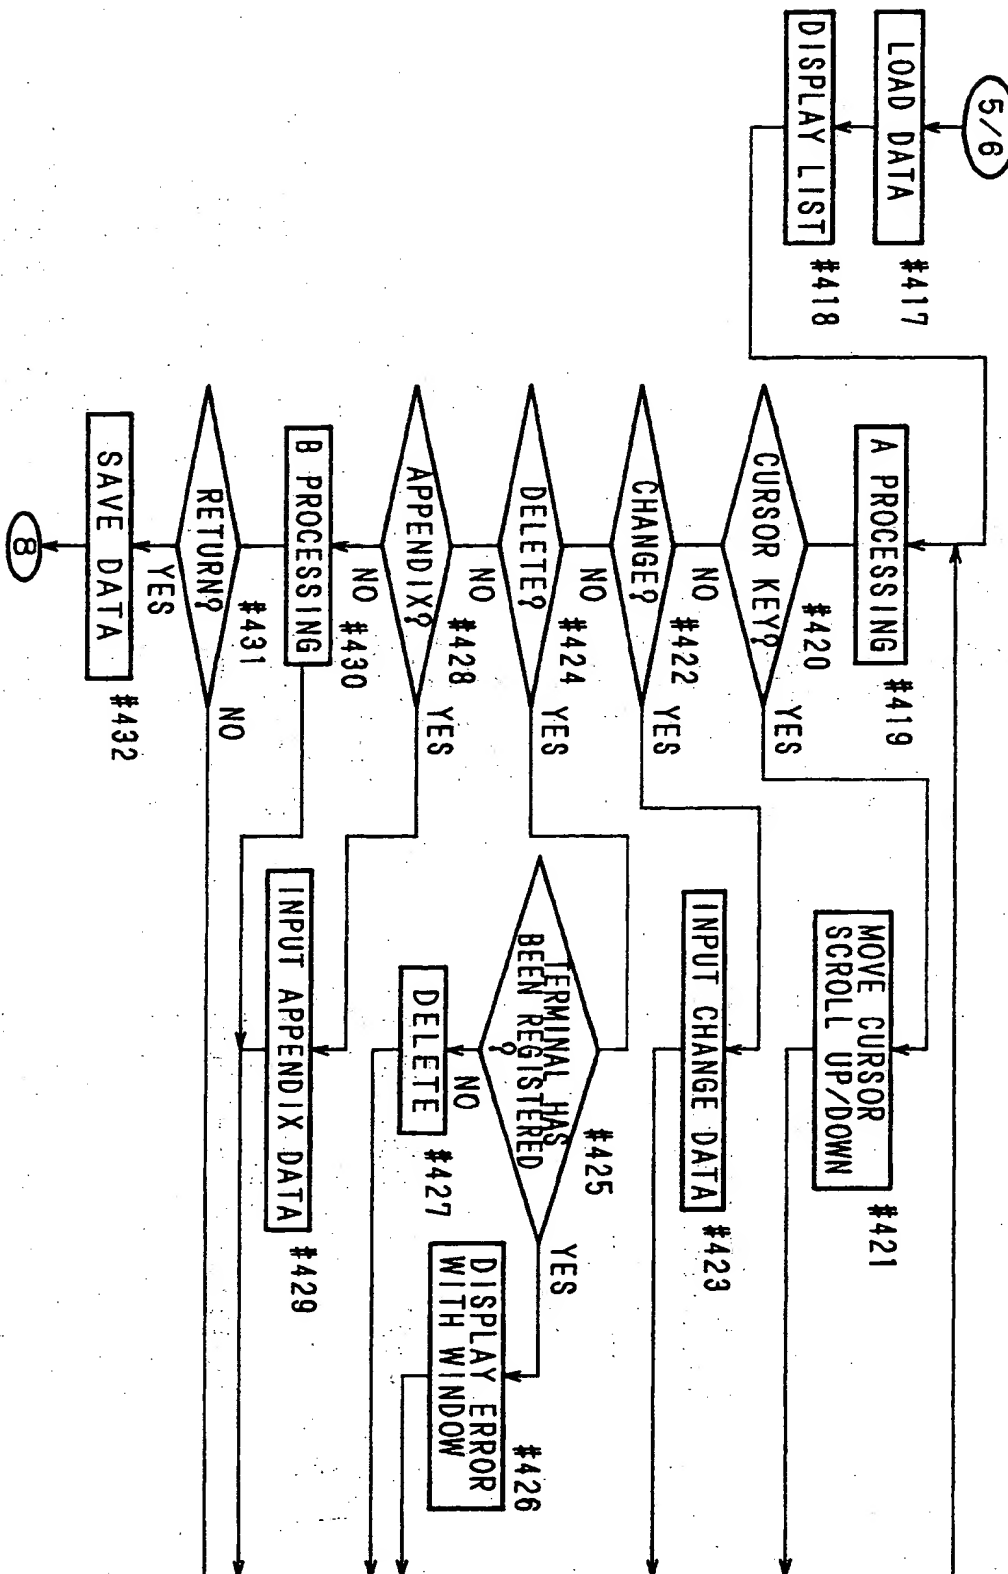 5/6
LOAD DATA
#417
DISPLAY LIST
#418
A PROCESSING
#419
CURSOR KEY?
#420
YES
NO
MOVE CURSOR
SCROLL UP/DOWN
#421
CHANGE?
#422
YES
NO
INPUT CHANGE DATA
#423
DELETE?
#424
YES
NO
TERMINAL HAS
BEEN REGISTERED
?
#425
YES
NO
DISPLAY ERROR
WITH WINDOW
#426
DELETE
#427
APPENDIX?
#428
YES
NO
INPUT APPENDIX DATA
#429
B PROCESSING
#430
RETURN?
#431
NO
YES
SAVE DATA
#432
8